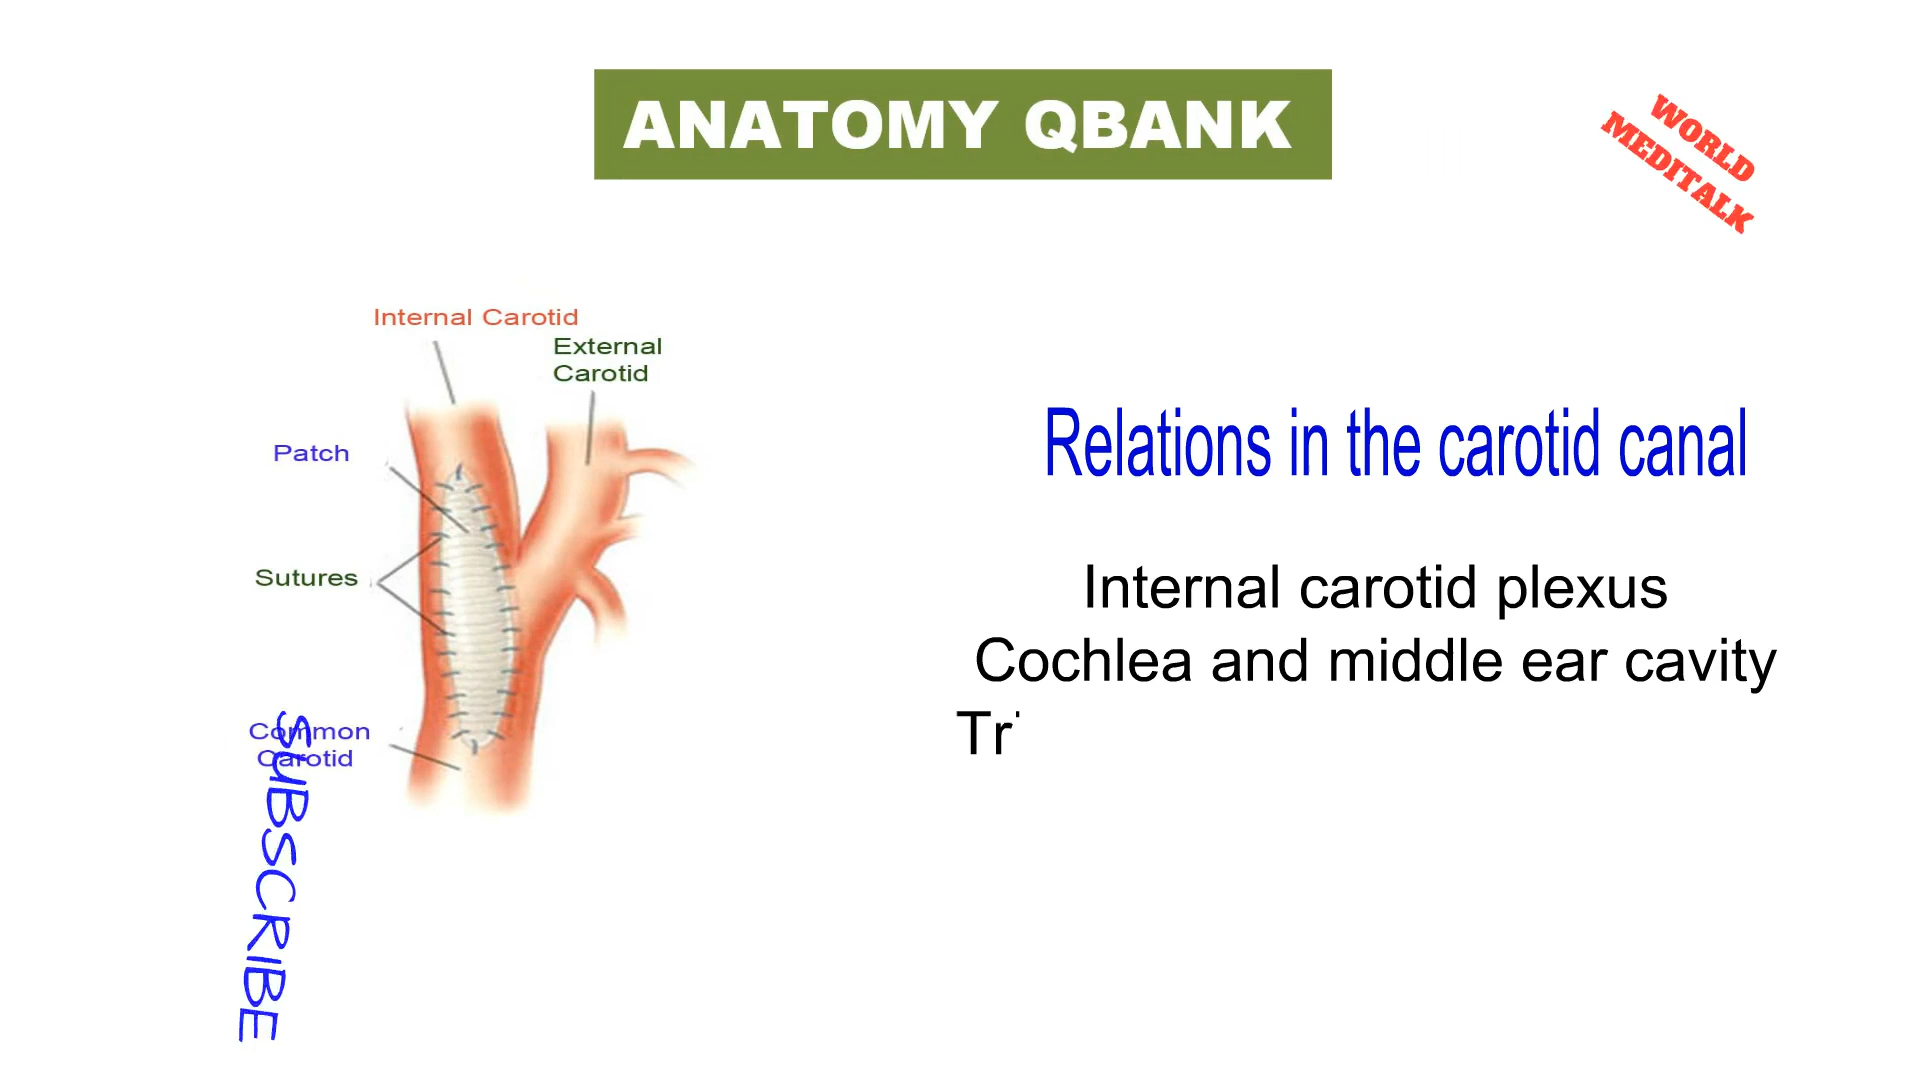 ANATOMY QBANK
WORLD
MEDITALK
Internal Carotid
External
Carotid
Patch
Sutures
Common
Carotid
SUBSCRIBE
Relations in the carotid canal
Internal carotid plexus
Cochlea and middle ear cavity